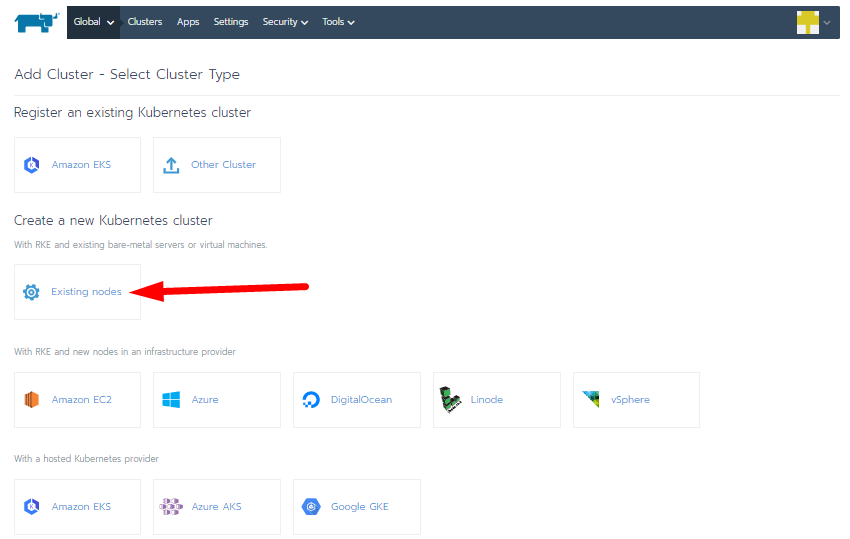 Global Clusters Apps Settings Security Tools
Add Cluster - Select Cluster Type
Register an existing Kubernetes cluster
Amazon EKS Other Cluster
Create a new Kubernetes cluster
With RKE and existing bare-metal servers or virtual machines.
Existing nodes
With RKE and new nodes in an infrastructure provider
Amazon EC2 Azure DigitalOcean Linode vSphere
With a hosted Kubernetes provider
Amazon EKS Azure AKS Google GKE